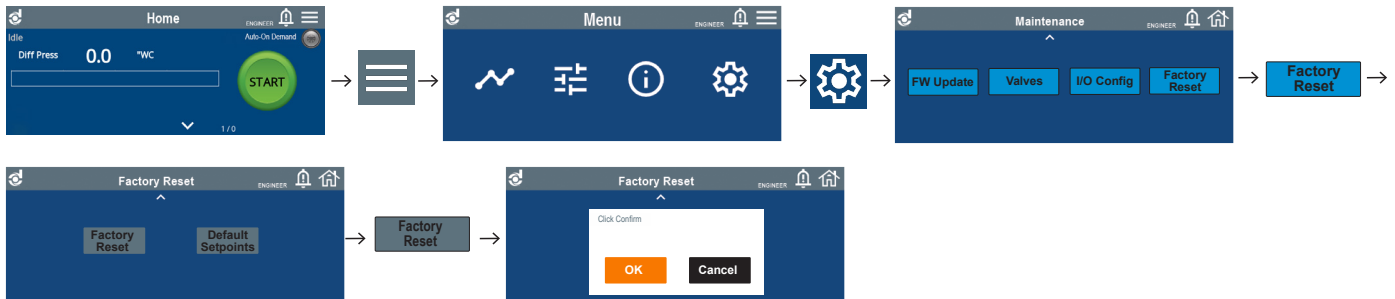 Home
ENGINEER
Idle
Auto-On Demand
Diff Press 0.0 "WC
START
1 / 0
Menu
ENGINEER
Maintenance
ENGINEER
FW Update
Valves
I/O Config
Factory
Reset
Factory
Reset
Factory Reset
ENGINEER
Factory
Reset
Default
Setpoints
Factory
Reset
Factory Reset
ENGINEER
Click Confirm
OK
Cancel